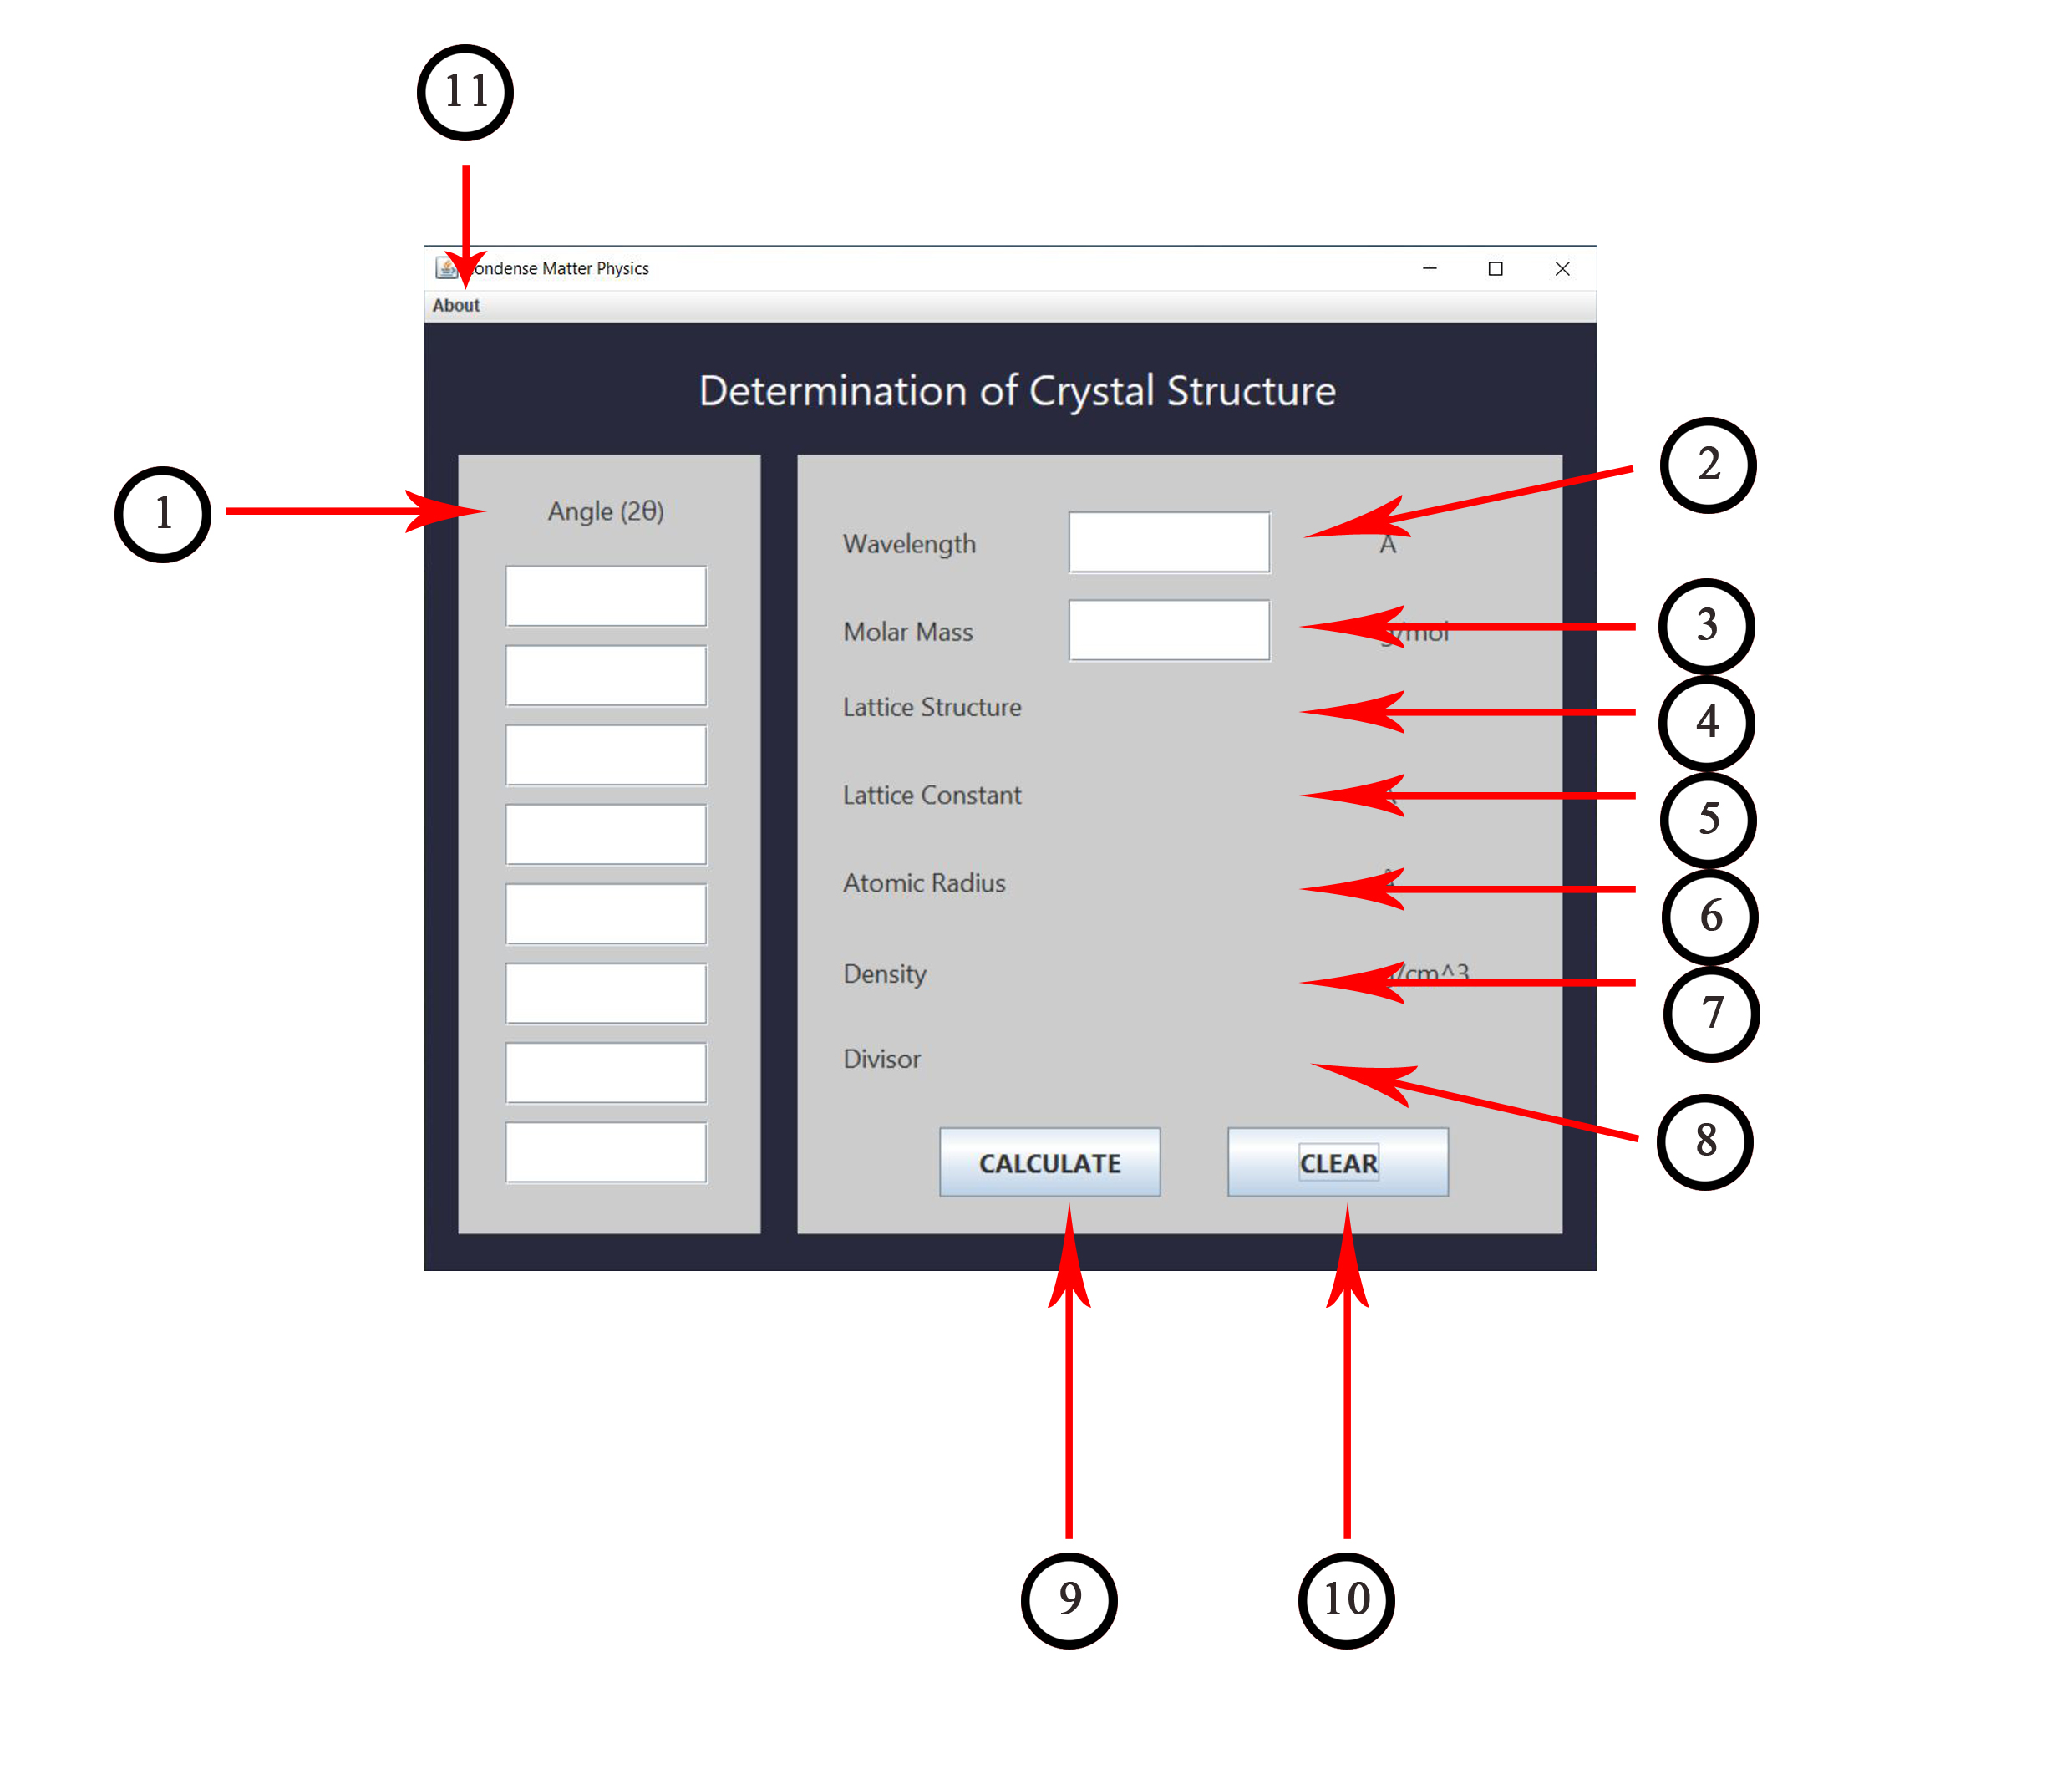 11
Condense Matter Physics
About
Determination of Crystal Structure
1
Angle (2θ)
Wavelength
Å
2
Molar Mass
g/mol
3
Lattice Structure
4
Lattice Constant
5
Atomic Radius
Å
6
Density
g/cm^3
7
Divisor
8
CALCULATE
CLEAR
9
10